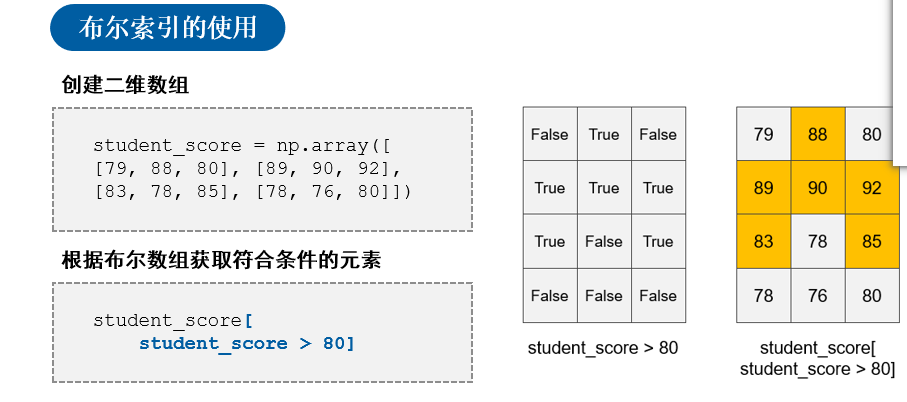 布尔索引的使用
创建二维数组
student_score = np.array([
[79, 88, 80], [89, 90, 92],
[83, 78, 85], [78, 76, 80]])
根据布尔数组获取符合条件的元素
student_score[
student_score > 80]
False True False
True True True
True False True
False False False
student_score > 80
79 88 80
89 90 92
83 78 85
78 76 80
student_score[
student_score > 80]